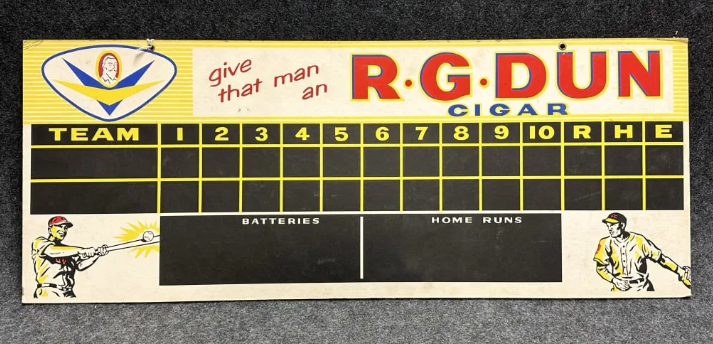 give
that man
an
R·G·DUN
CIGAR
TEAM 1 2 3 4 5 6 7 8 9 10 R H E
BATTERIES HOME RUNS